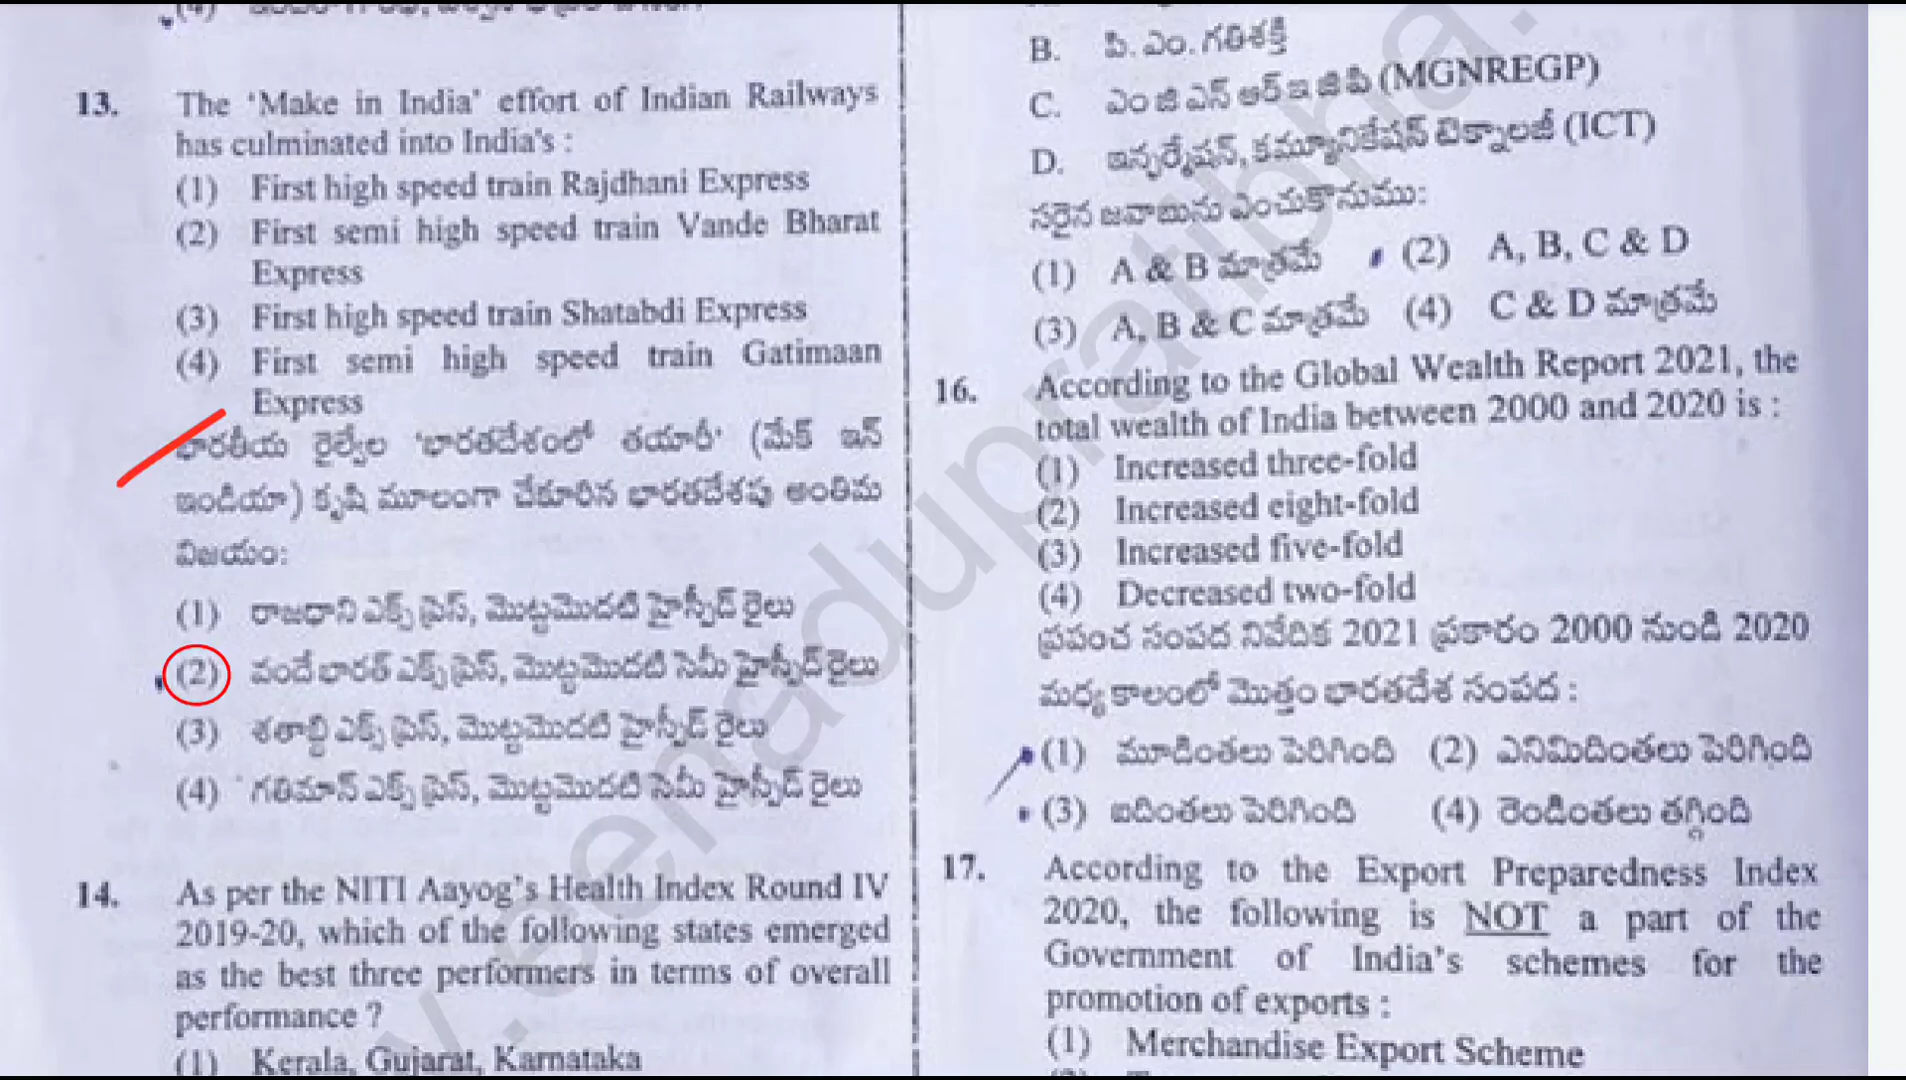 13. The 'Make in India' effort of Indian Railways
has culminated into India's :
(1) First high speed train Rajdhani Express
(2) First semi high speed train Vande Bharat
Express
(3) First high speed train Shatabdi Express
(4) First semi high speed train Gatimaan
Express
భారతీయ రైల్వేల 'భారతదేశంలో తయారీ' (మేక్ ఇన్
ఇండియా) కృషి మూలంగా చేకూరిన భారతదేశపు అంతిమ
విజయం:
(1) రాజధాని ఎక్స్‌ప్రెస్, మొట్టమొదటి హైస్పీడ్ రైలు
(2) వందే భారత్ ఎక్స్‌ప్రెస్, మొట్టమొదటి సెమీ హైస్పీడ్ రైలు
(3) శతాబ్ది ఎక్స్‌ప్రెస్, మొట్టమొదటి హైస్పీడ్ రైలు
(4) గతిమాన్ ఎక్స్‌ప్రెస్, మొట్టమొదటి సెమీ హైస్పీడ్ రైలు
14. As per the NITI Aayog's Health Index Round IV
2019-20, which of the following states emerged
as the best three performers in terms of overall
performance ?
(1) Kerala, Gujarat, Karnataka
B. పి. ఎం. గతిశక్తి
C. ఎం జి ఎన్ ఆర్ ఇ జి పి (MGNREGP)
D. ఇన్ఫర్మేషన్, కమ్యూనికేషన్ టెక్నాలజీ (ICT)
సరైన జవాబును ఎంచుకొనుము:
(1) A & B మాత్రమే (2) A, B, C & D
(3) A, B & C మాత్రమే (4) C & D మాత్రమే
16. According to the Global Wealth Report 2021, the
total wealth of India between 2000 and 2020 is :
(1) Increased three-fold
(2) Increased eight-fold
(3) Increased five-fold
(4) Decreased two-fold
ప్రపంచ సంపద నివేదిక 2021 ప్రకారం 2000 నుండి 2020
మధ్య కాలంలో మొత్తం భారతదేశ సంపద :
(1) మూడింతలు పెరిగింది (2) ఎనిమిదింతలు పెరిగింది
(3) ఐదింతలు పెరిగింది (4) రెండింతలు తగ్గింది
17. According to the Export Preparedness Index
2020, the following is NOT a part of the
Government of India's schemes for the
promotion of exports :
(1) Merchandise Export Scheme